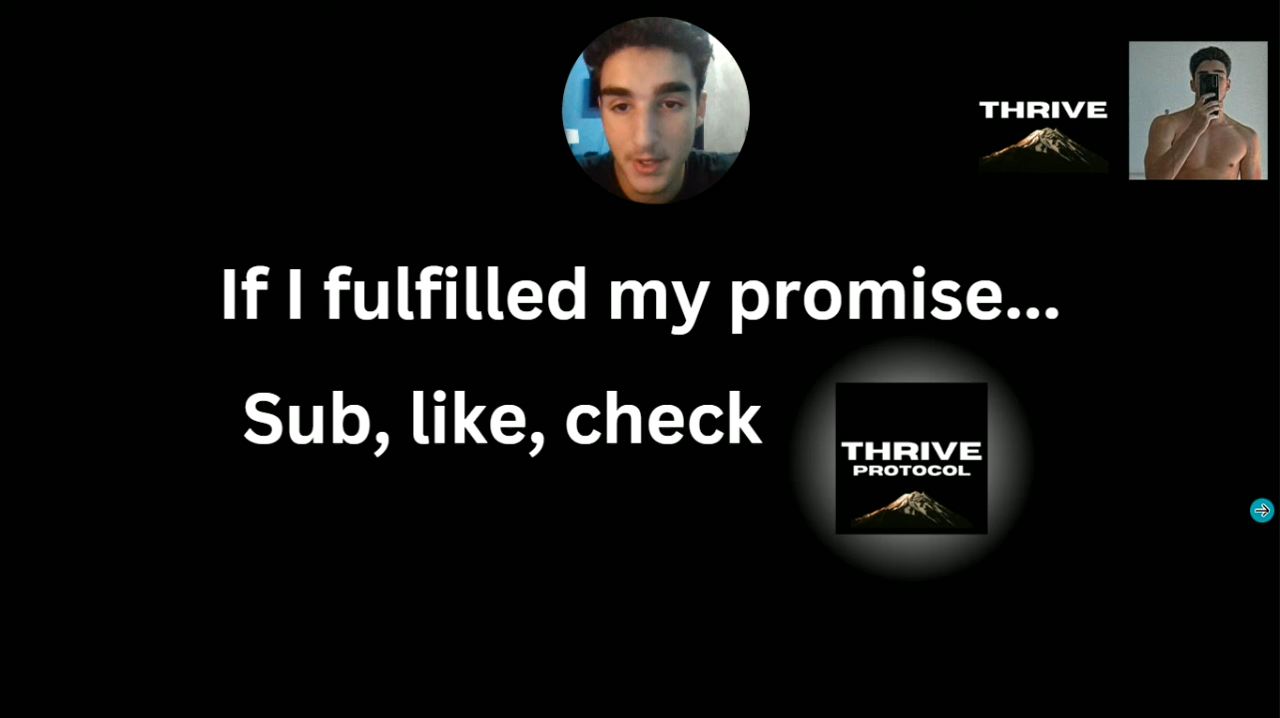 THRIVE
If I fulfilled my promise...
Sub, like, check
THRIVE
PROTOCOL